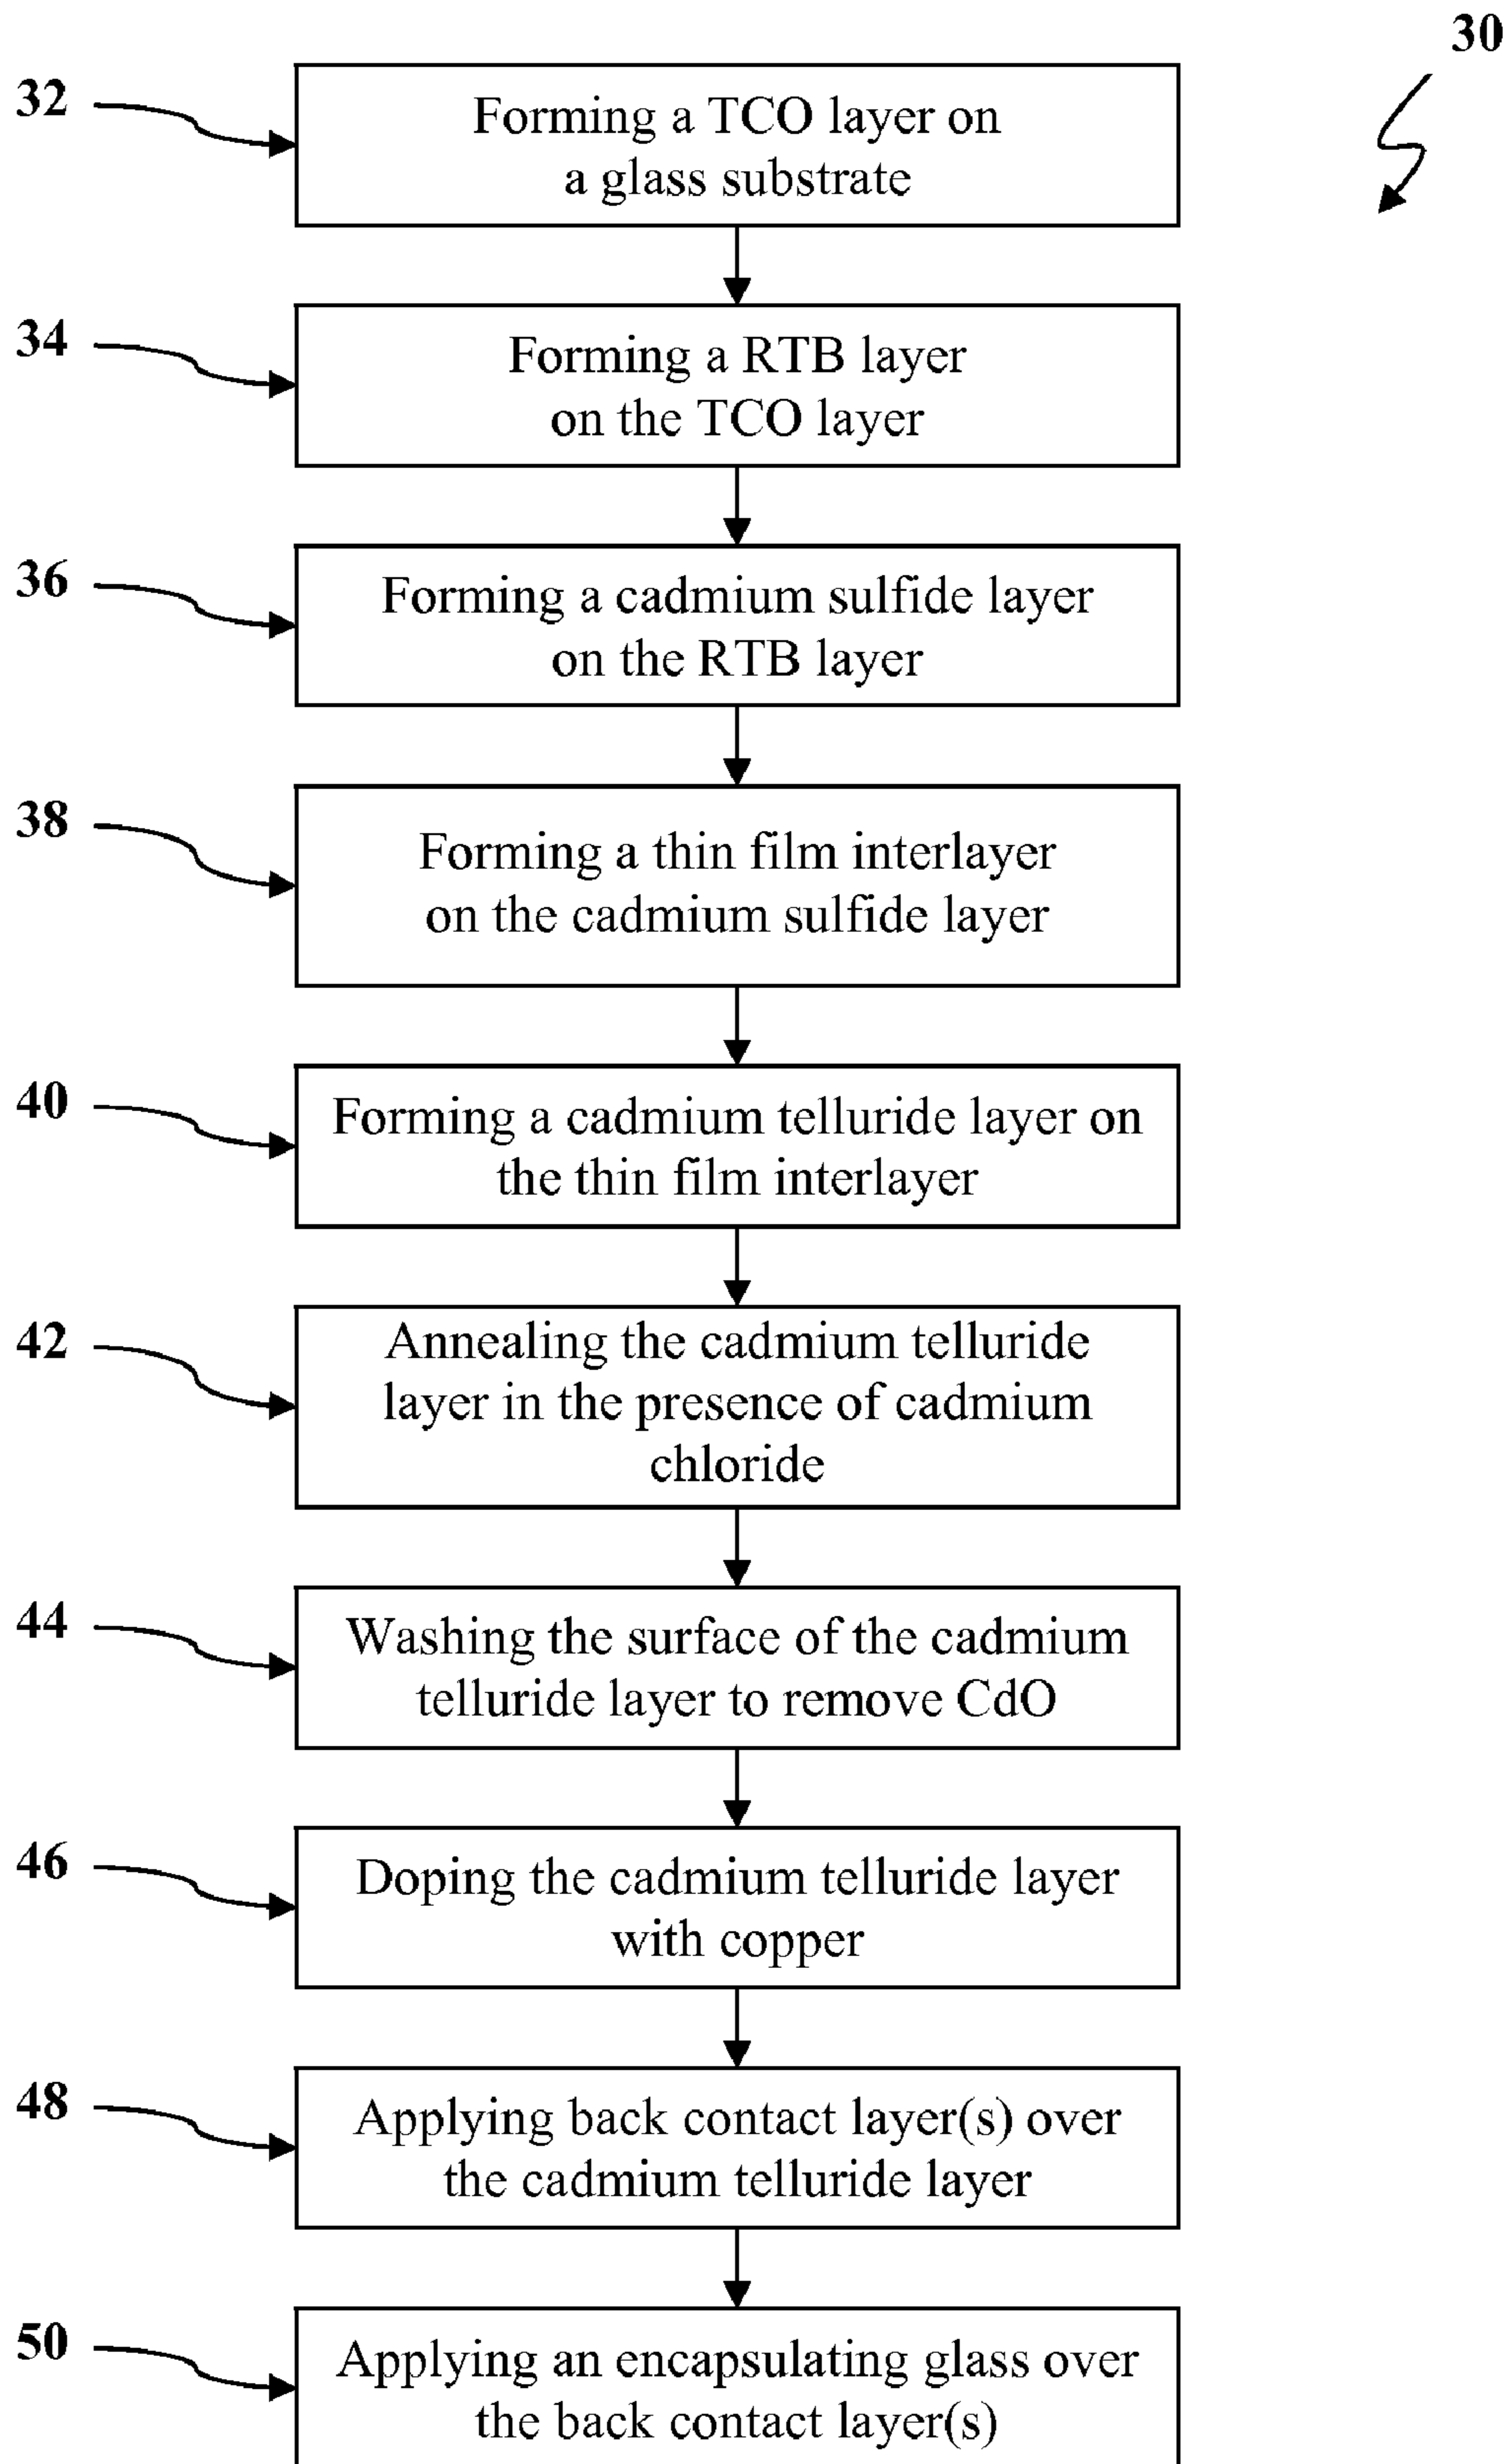 30
32
Forming a TCO layer on
a glass substrate
34
Forming a RTB layer
on the TCO layer
36
Forming a cadmium sulfide layer
on the RTB layer
38
Forming a thin film interlayer
on the cadmium sulfide layer
40
Forming a cadmium telluride layer on
the thin film interlayer
42
Annealing the cadmium telluride
layer in the presence of cadmium
chloride
44
Washing the surface of the cadmium
telluride layer to remove CdO
46
Doping the cadmium telluride layer
with copper
48
Applying back contact layer(s) over
the cadmium telluride layer
50
Applying an encapsulating glass over
the back contact layer(s)